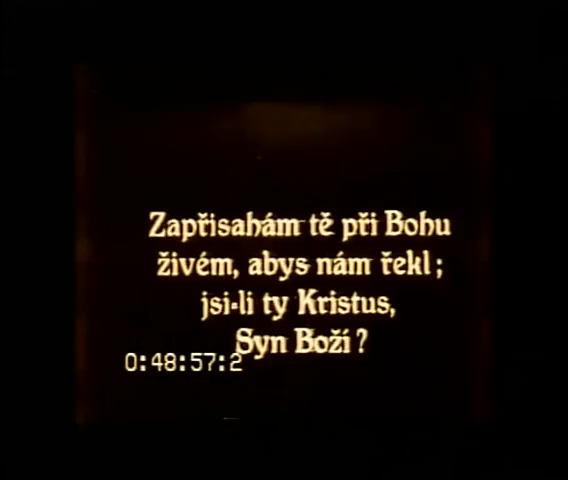 Zapřisahám tě při Bohu
živém, abys nám řekl;
jsi-li ty Kristus,
Syn Boží?
0:48:57:2